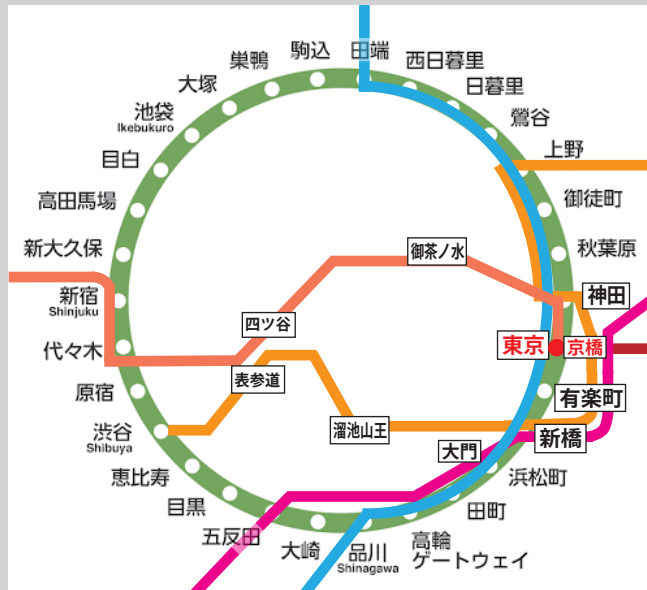 駒込
田端
巣鴨
西日暮里
大塚
日暮里
池袋
Ikebukuro
鶯谷
目白
上野
高田馬場
御徒町
新大久保
御茶ノ水
秋葉原
新宿
Shinjuku
神田
四ツ谷
代々木
東京
京橋
表参道
原宿
有楽町
渋谷
Shibuya
溜池山王
新橋
大門
恵比寿
浜松町
目黒
田町
五反田
大崎
品川
Shinagawa
高輪
ゲートウェイ